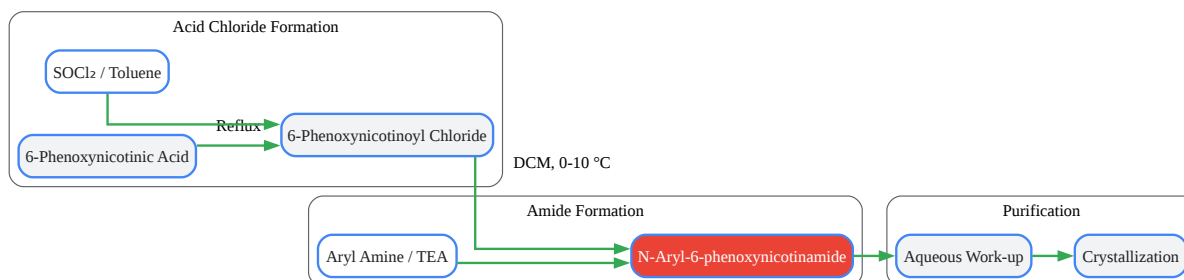 Acid Chloride Formation
SOCl₂ / Toluene
Reflux
6-Phenoxynicotinoyl Chloride
6-Phenoxynicotinic Acid
DCM, 0-10 °C
Amide Formation
Aryl Amine / TEA
N-Aryl-6-phenoxynicotinamide
Purification
Aqueous Work-up
Crystallization